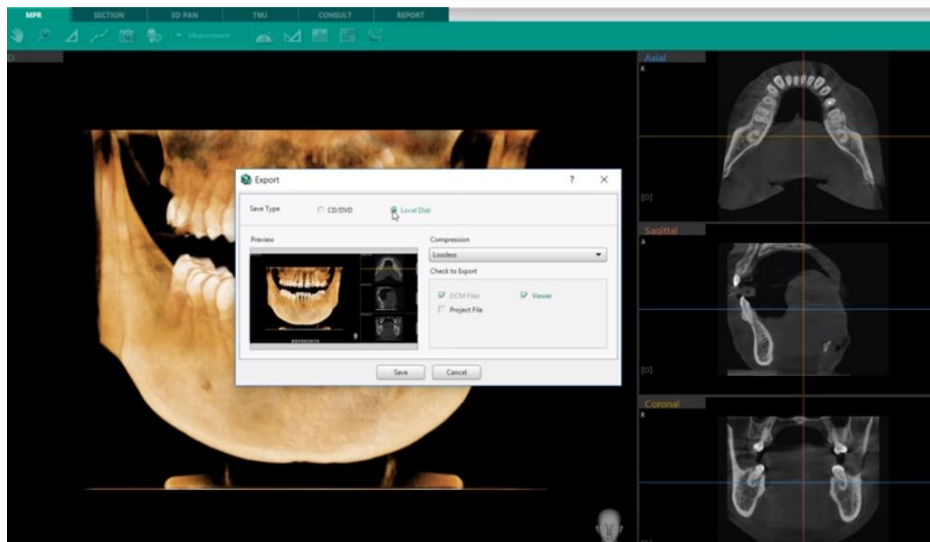 MPR SECTION 3D PAN TMJ CONSULT REPORT
Measurement
Axial
R
[O]
Sagittal
A
[O]
Coronal
R
Export ? ×
Save Type CD/DVD Local Disk
Preview Compression
Lossless
Check to Export
DCM Files Viewer
Project File
Save Cancel